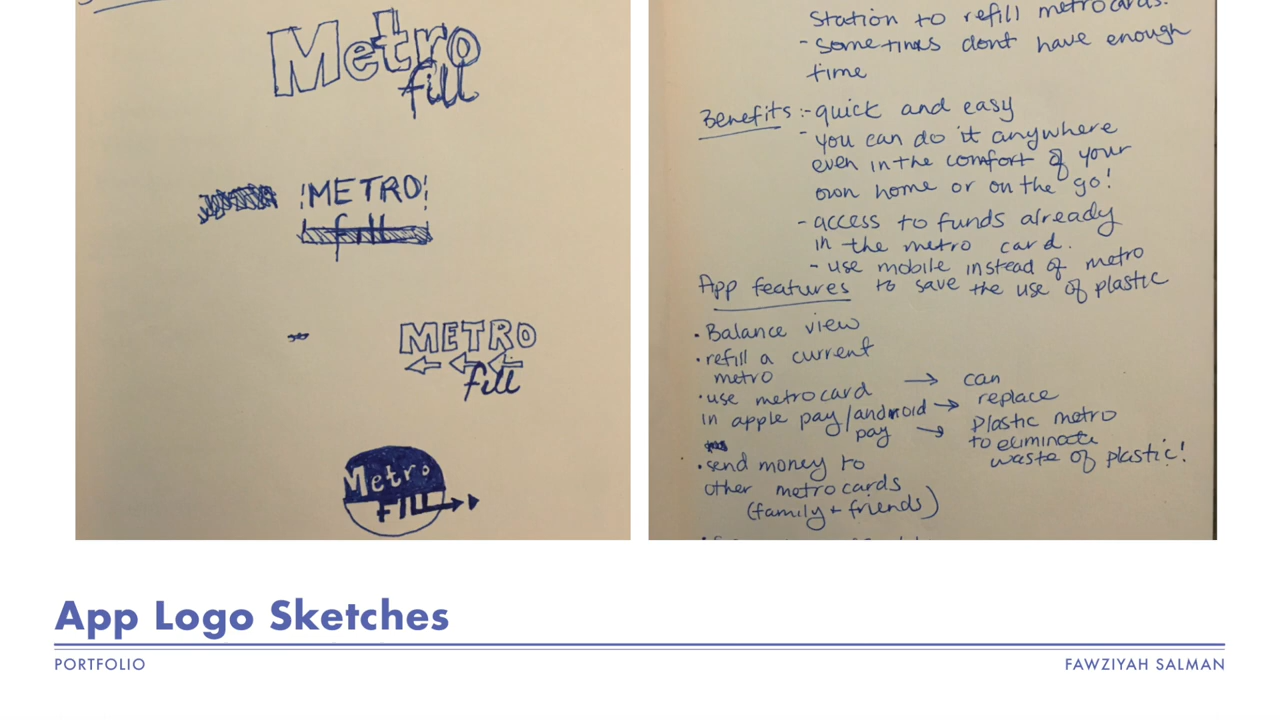 Metro
fill
METRO
fill
METRO
fill
Metro
FILL
station to refill metrocards.
- sometimes dont have enough
time
Benefits :- quick and easy
- you can do it anywhere
even in the comfort of your
own home or on the go!
- access to funds already
in the metro card.
- use mobile instead of metro
to save the use of plastic
App features
• Balance view
• refill a current
metro
• use metrocard → can
in apple pay/android → replace
pay → Plastic metro
to eliminate
waste of plastic!
• send money to
other metrocards
(family + friends)
App Logo Sketches
PORTFOLIO
FAWZIYAH SALMAN